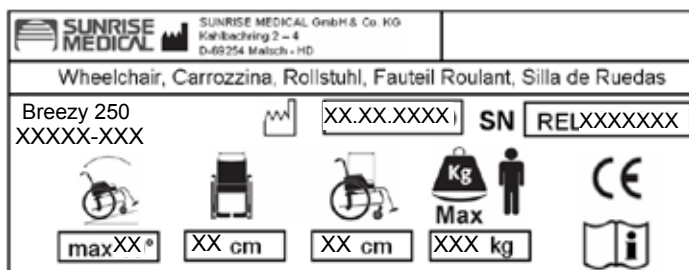 SUNRISE MEDICAL
SUNRISE MEDICAL GmbH & Co. KG
Kahlbachring 2 – 4
D-69254 Malsch - HD
Wheelchair, Carrozzina, Rollstuhl, Fauteil Roulant, Silla de Ruedas
Breezy 250
XXXXX-XXX
XX.XX.XXXX
SN RELXXXXXXX
Kg
Max
CE
maxXX°
XX cm
XX cm
XXX kg
i